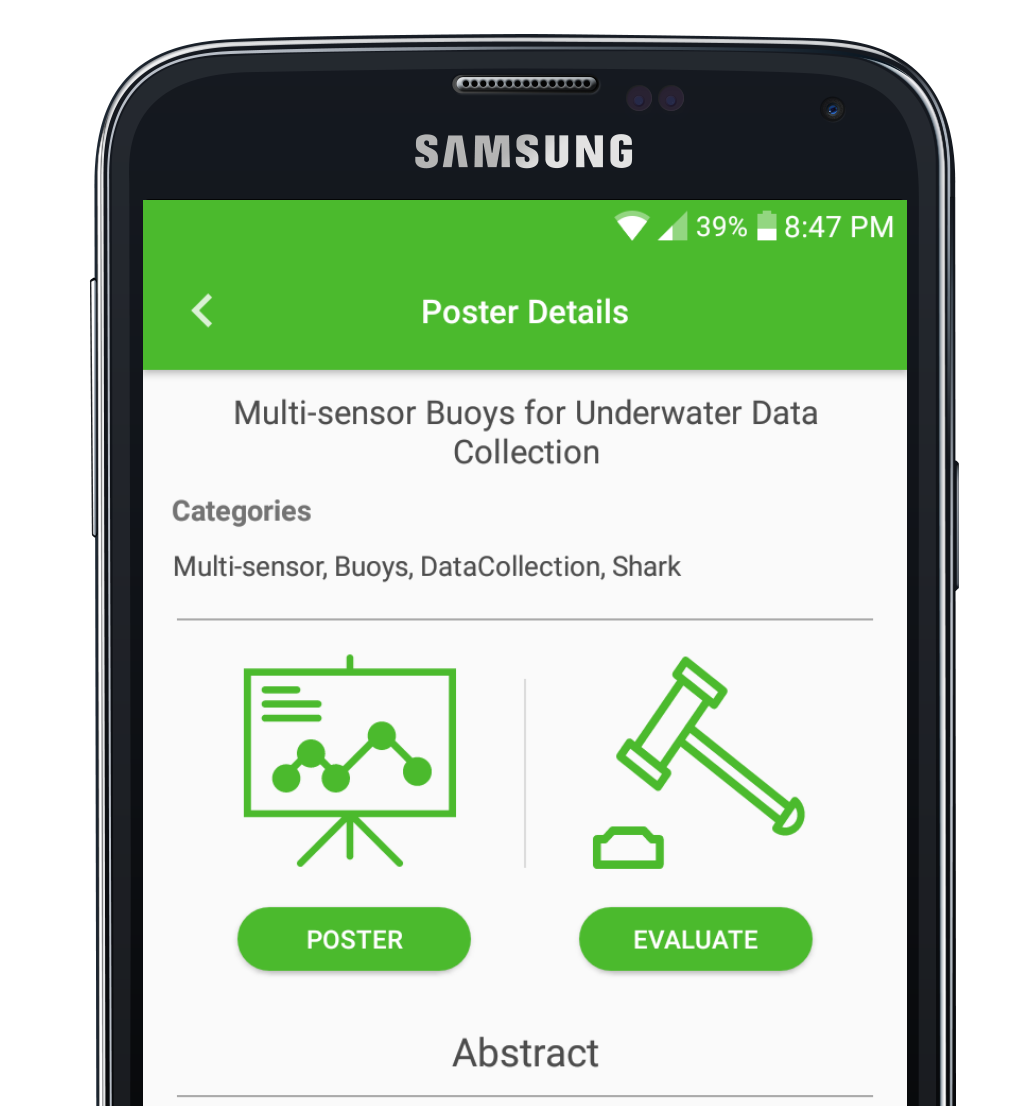 SAMSUNG
39% 8:47 PM
Poster Details
Multi-sensor Buoys for Underwater Data
Collection
Categories
Multi-sensor, Buoys, DataCollection, Shark
POSTER
EVALUATE
Abstract